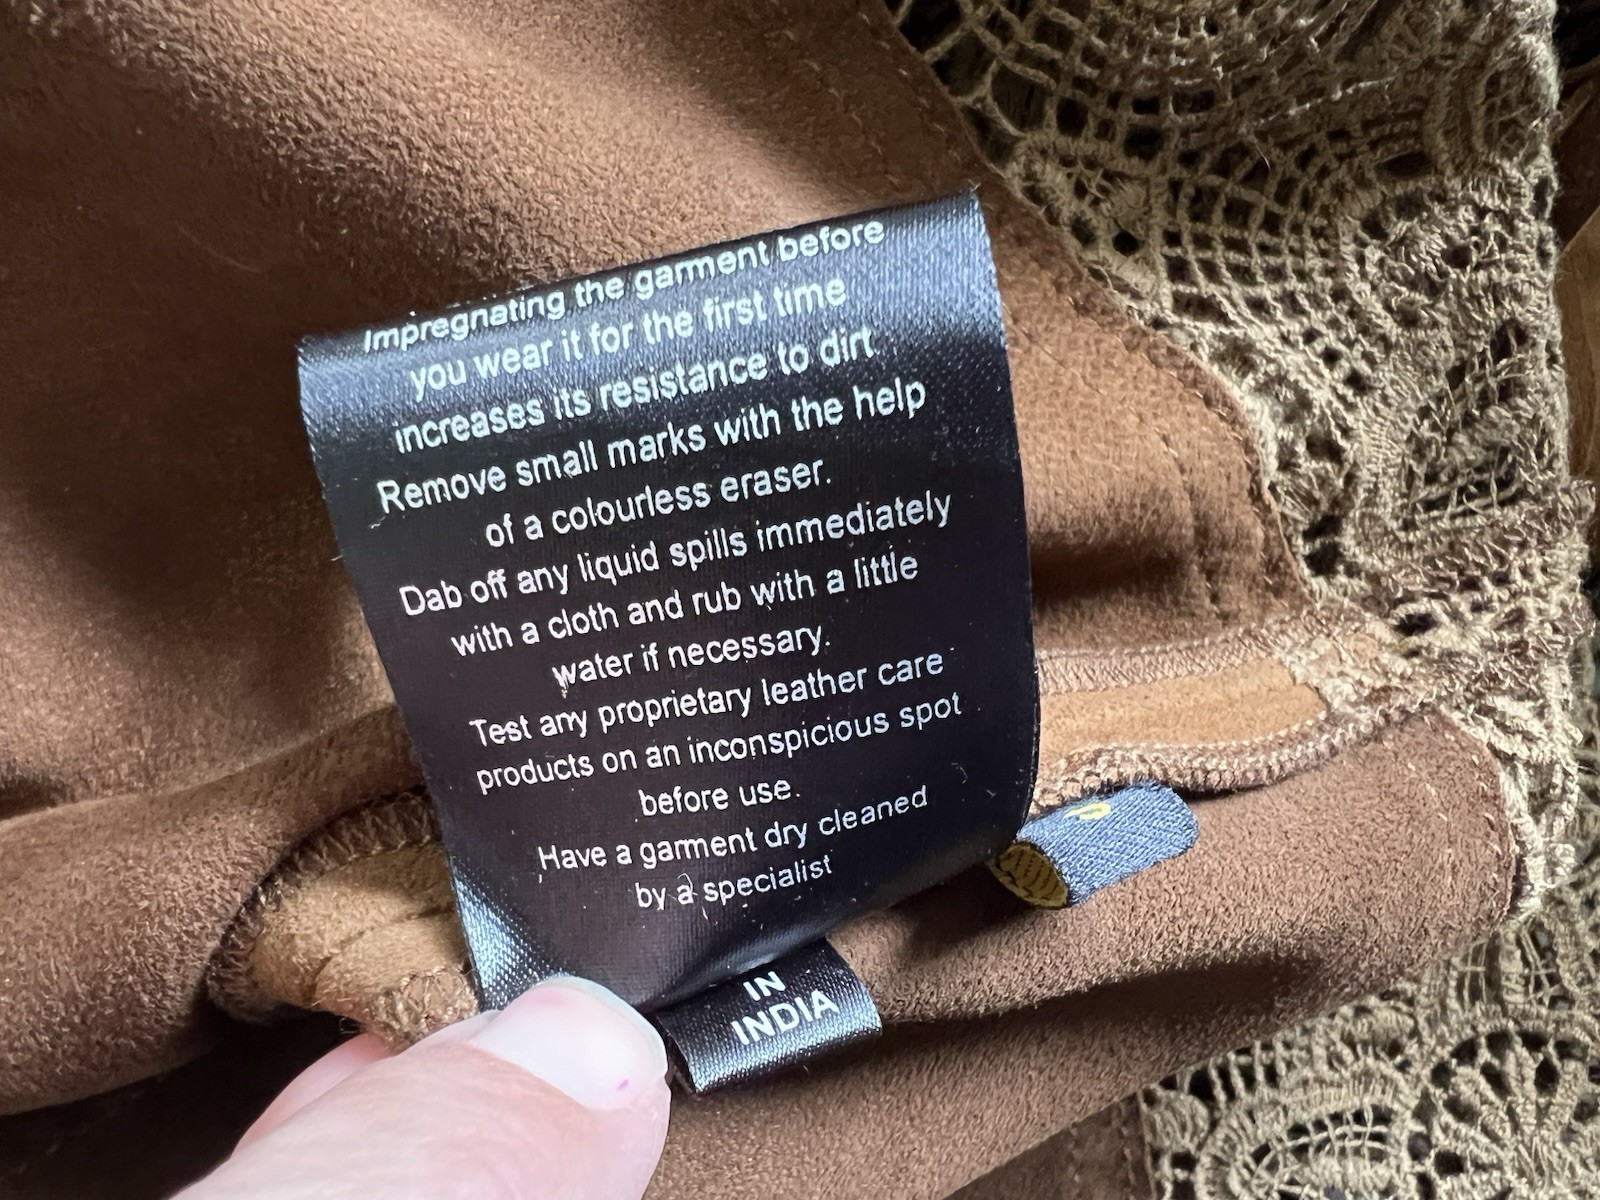 Impregnating the garment before
you wear it for the first time
increases its resistance to dirt
Remove small marks with the help
of a colourless eraser.
Dab off any liquid spills immediately
with a cloth and rub with a little
water if necessary.
Test any proprietary leather care
products on an inconspicious spot
before use.
Have a garment dry cleaned
by a specialist
IN
INDIA